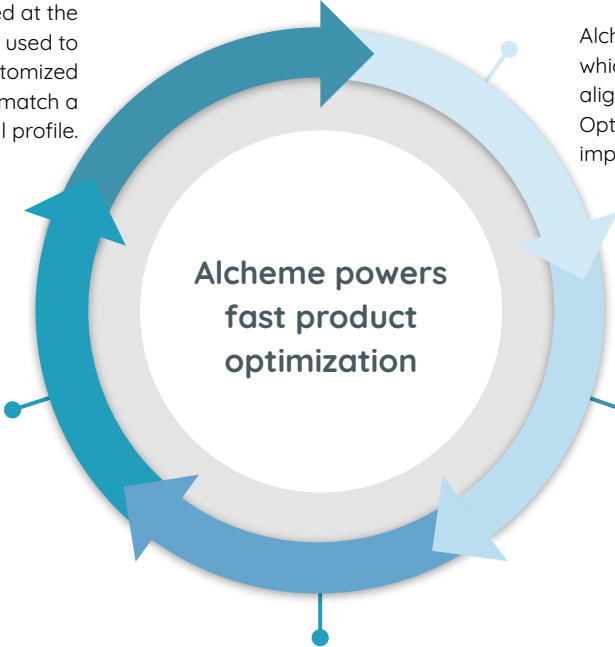 ed at the
used to
tomized
match a
l profile.
Alch
whic
alig
Opt
imp
Alcheme powers
fast product
optimization